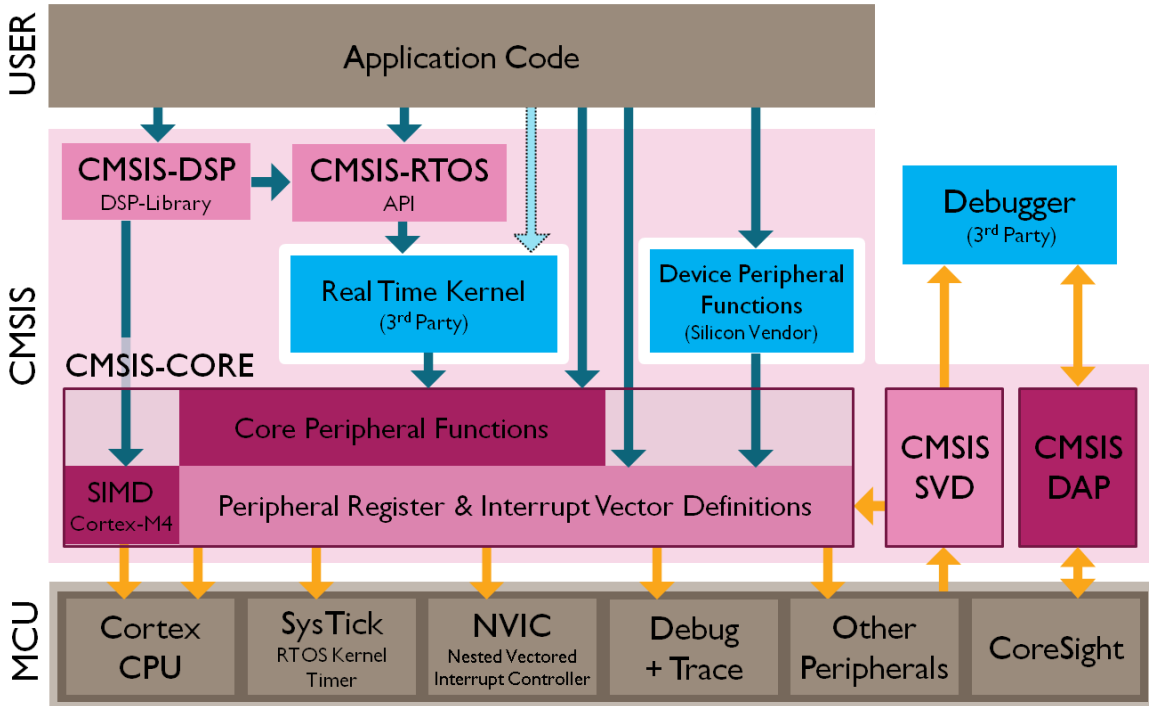 USER
Application Code
CMSIS
CMSIS-DSP
DSP-Library
CMSIS-RTOS
API
Debugger
(3rd Party)
Real Time Kernel
(3rd Party)
Device Peripheral
Functions
(Silicon Vendor)
CMSIS-CORE
Core Peripheral Functions
SIMD
Cortex-M4
Peripheral Register & Interrupt Vector Definitions
CMSIS
SVD
CMSIS
DAP
MCU
Cortex
CPU
SysTick
RTOS Kernel
Timer
NVIC
Nested Vectored
Interrupt Controller
Debug
+ Trace
Other
Peripherals
CoreSight